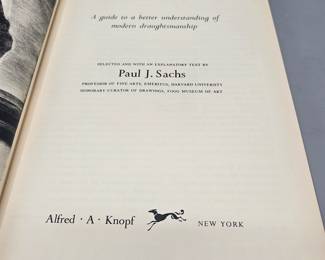 A guide to a better understanding of
modern draughtsmanship
SELECTED AND WITH AN EXPLANATORY TEXT BY
Paul J. Sachs
PROFESSOR OF FINE ARTS, EMERITUS, HARVARD UNIVERSITY
HONORARY CURATOR OF DRAWINGS, FOGG MUSEUM OF ART
Alfred · A · Knopf NEW YORK